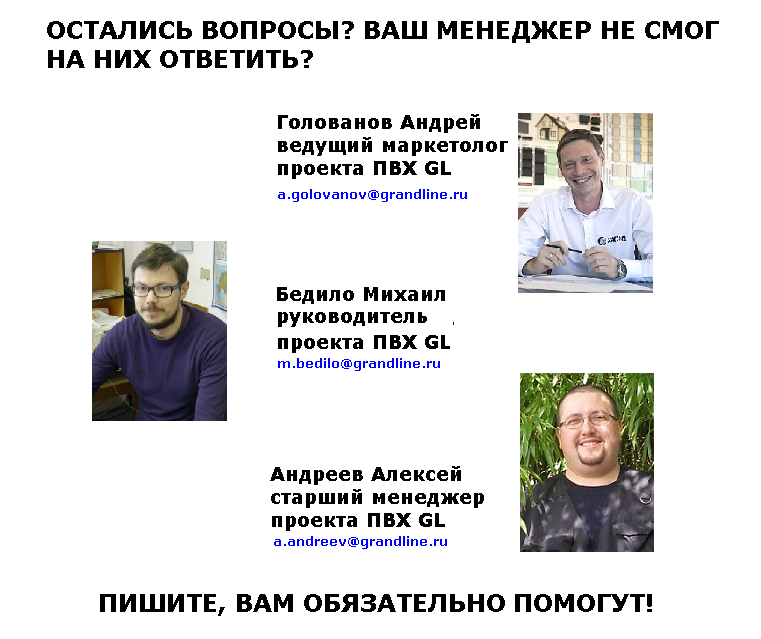 ОСТАЛИСЬ ВОПРОСЫ? ВАШ МЕНЕДЖЕР НЕ СМОГ
НА НИХ ОТВЕТИТЬ?
Голованов Андрей
ведущий маркетолог
проекта ПВХ GL
a.golovanov@grandline.ru
Бедило Михаил
руководитель
проекта ПВХ GL
m.bedilo@grandline.ru
Андреев Алексей
старший менеджер
проекта ПВХ GL
a.andreev@grandline.ru
ПИШИТЕ, ВАМ ОБЯЗАТЕЛЬНО ПОМОГУТ!